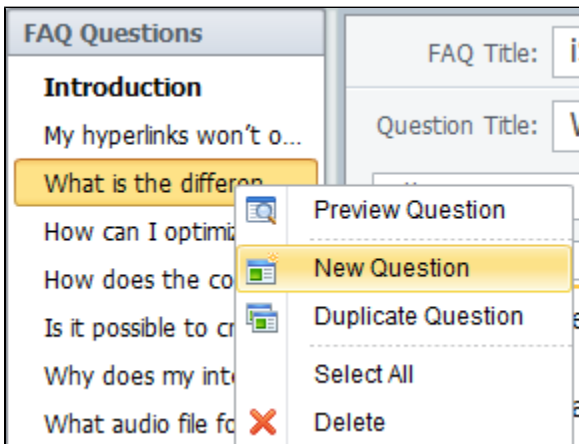 FAQ Questions
Introduction
My hyperlinks won't o...
What is the differen
How can I optimi
How does the co
Is it possible to cr
Why does my int
What audio file fo
FAQ Title:
Question Title:
Preview Question
New Question
Duplicate Question
Select All
Delete